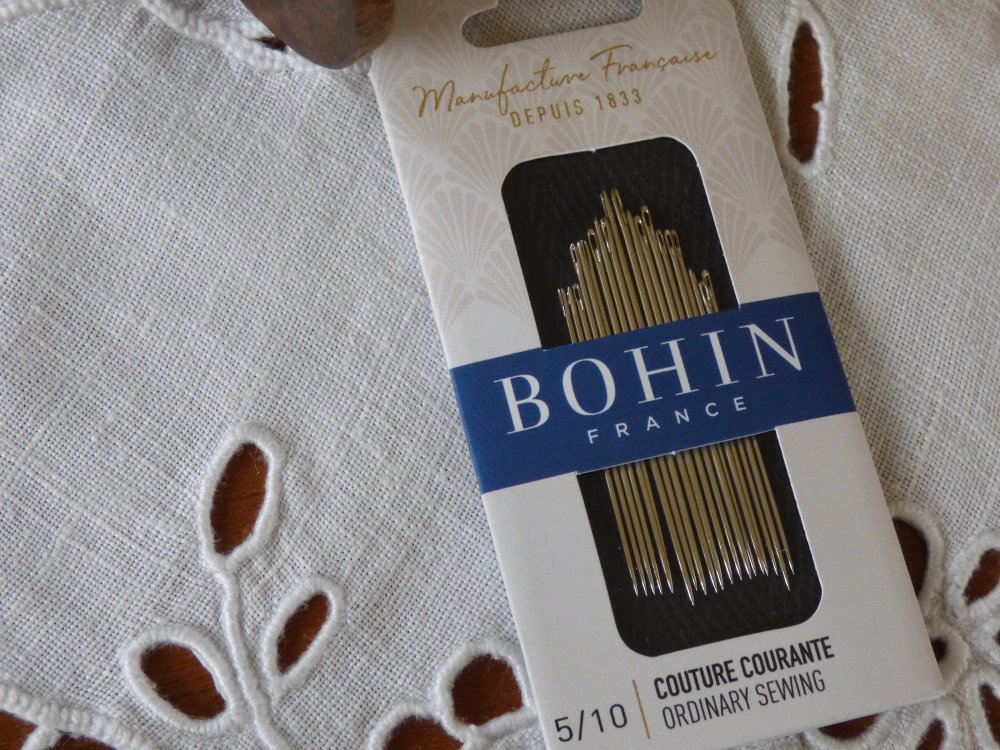 Manufacture Française
DEPUIS 1833
BOHIN
FRANCE
5/10
COUTURE COURANTE
ORDINARY SEWING